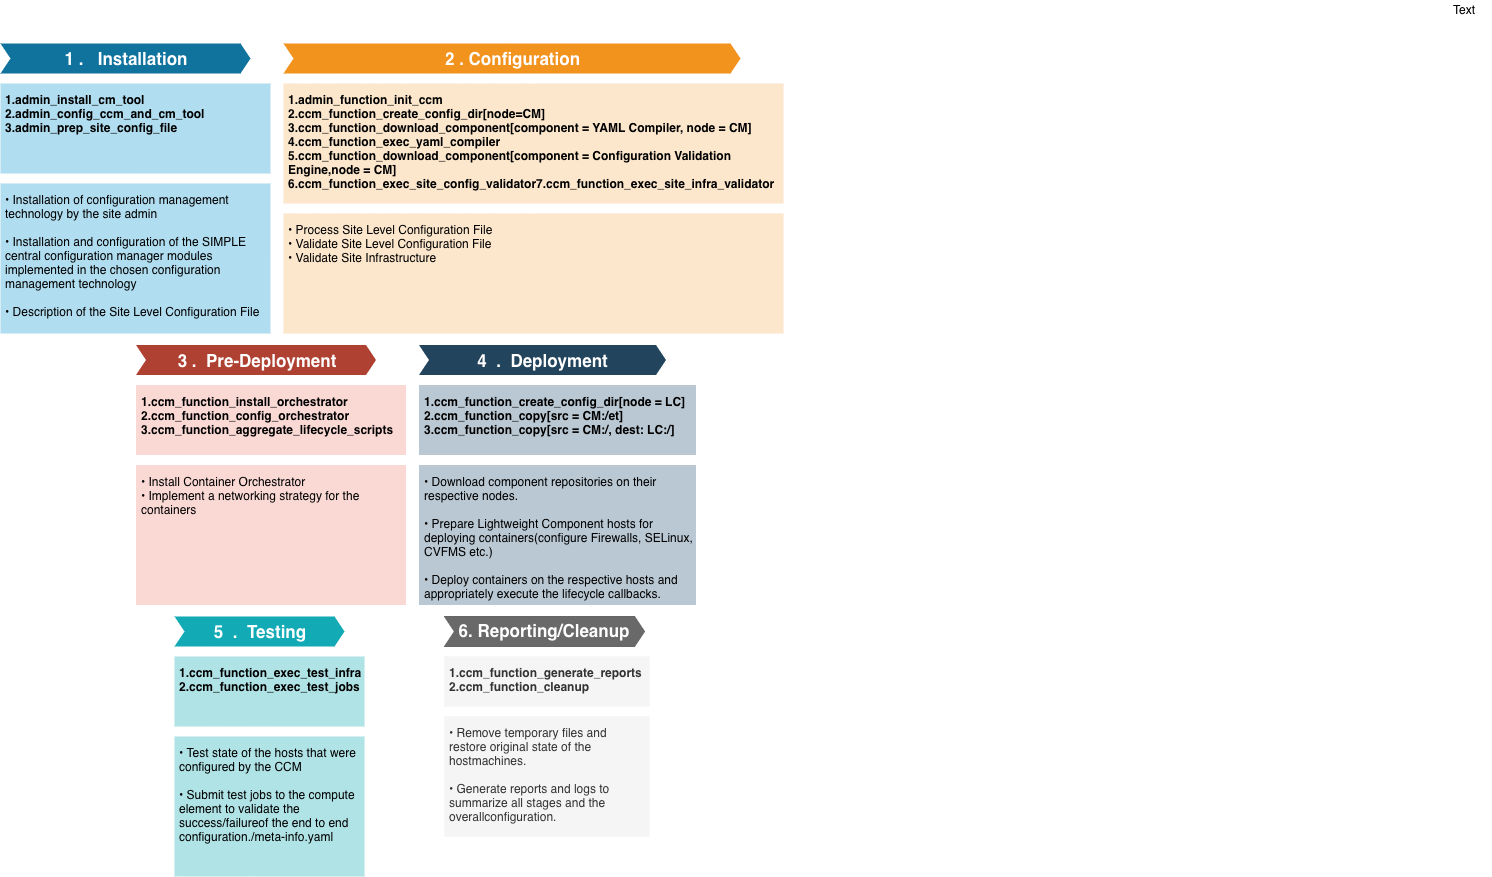 Text
1 .   Installation
2 . Configuration
1.admin_install_cm_tool
2.admin_config_ccm_and_cm_tool
3.admin_prep_site_config_file
1.admin_function_init_ccm
2.ccm_function_create_config_dir[node=CM]
3.ccm_function_download_component[component = YAML Compiler, node = CM]
4.ccm_function_exec_yaml_compiler
5.ccm_function_download_component[component = Configuration Validation
Engine,node = CM]
6.ccm_function_exec_site_config_validator7.ccm_function_exec_site_infra_validator
• Installation of configuration management
technology by the site admin
• Installation and configuration of the SIMPLE
central configuration manager modules
implemented in the chosen configuration
management technology
• Description of the Site Level Configuration File
• Process Site Level Configuration File
• Validate Site Level Configuration File
• Validate Site Infrastructure
3 .  Pre-Deployment
4  .  Deployment
1.ccm_function_install_orchestrator
2.ccm_function_config_orchestrator
3.ccm_function_aggregate_lifecycle_scripts
1.ccm_function_create_config_dir[node = LC]
2.ccm_function_copy[src = CM:/et]
3.ccm_function_copy[src = CM:/, dest: LC:/]
• Install Container Orchestrator
• Implement a networking strategy for the
containers
• Download component repositories on their
respective nodes.
• Prepare Lightweight Component hosts for
deploying containers(configure Firewalls, SELinux,
CVFMS etc.)
• Deploy containers on the respective hosts and
appropriately execute the lifecycle callbacks.
5  .  Testing
6. Reporting/Cleanup
1.ccm_function_exec_test_infra
2.ccm_function_exec_test_jobs
1.ccm_function_generate_reports
2.ccm_function_cleanup
• Test state of the hosts that were
configured by the CCM
• Submit test jobs to the compute
element to validate the
success/failureof the end to end
configuration./meta-info.yaml
• Remove temporary files and
restore original state of the
hostmachines.
• Generate reports and logs to
summarize all stages and the
overallconfiguration.